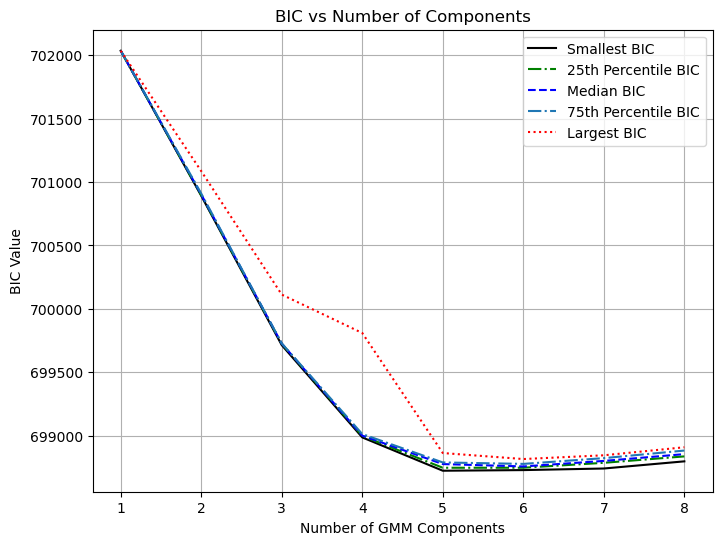 BIC vs Number of Components
Smallest BIC
25th Percentile BIC
Median BIC
75th Percentile BIC
Largest BIC
702000
701500
701000
700500
700000
699500
699000
BIC Value
1 2 3 4 5 6 7 8
Number of GMM Components